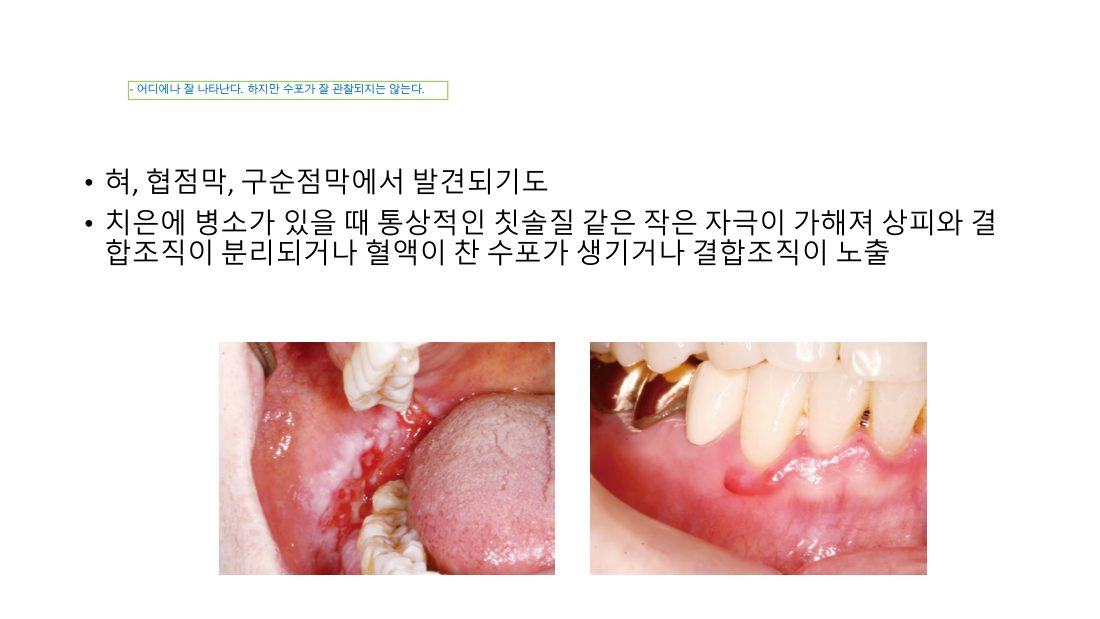 - 어디에나 잘 나타난다. 하지만 수포가 잘 관찰되지는 않는다.
• 혀, 협점막, 구순점막에서 발견되기도
• 치은에 병소가 있을 때 통상적인 칫솔질 같은 작은 자극이 가해져 상피와 결
합조직이 분리되거나 혈액이 찬 수포가 생기거나 결합조직이 노출